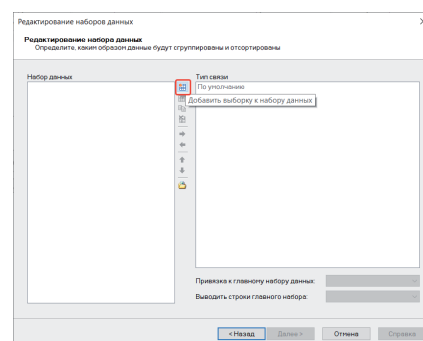 Редактирование наборов данных
Редактирование набора данных
Определите, каким образом данные будут сгруппированы и отсортированы
Набор данных
Тип связи
По умолчанию
Добавить выборку к набору данных
Привязка к главному набору данных:
Выводить строки главного набора:
< Назад
Далее >
Отмена
Справка